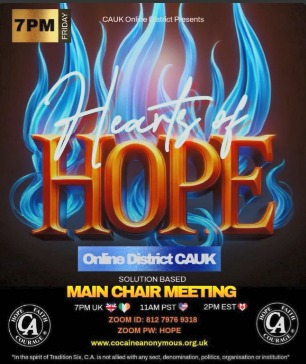 7PM
FRIDAY
CAUK Online District Presents
Hearts of
HOPE
Online District CAUK
SOLUTION BASED
MAIN CHAIR MEETING
7PM UK 11AM PST 2PM EST
ZOOM ID: 812 7976 9318
ZOOM PW: HOPE
www.cocaineanonymous.org.uk
HOPE FAITH CA COURAGE
HOPE FAITH CA COURAGE
"In the spirit of Tradition Six, C.A. is not allied with any sect, denomination, politics, organisation or institution"